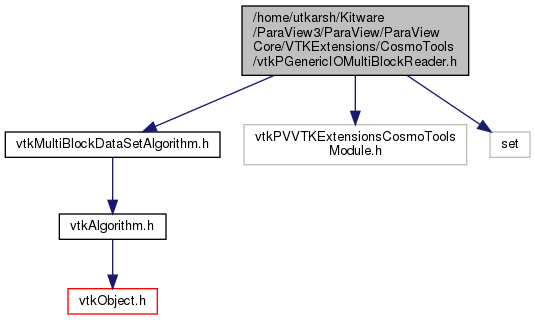 /home/utkarsh/Kitware
/ParaView3/ParaView/ParaView
Core/VTKExtensions/CosmoTools
/vtkPGenericIOMultiBlockReader.h
vtkMultiBlockDataSetAlgorithm.h
vtkPVVTKExtensionsCosmoTools
Module.h
set
vtkAlgorithm.h
vtkObject.h